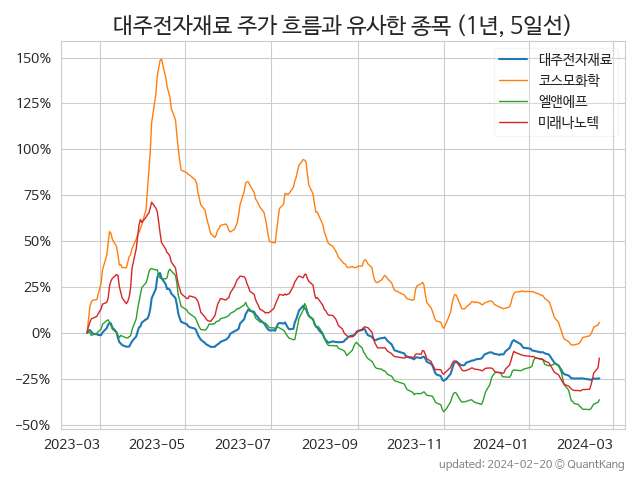 대주전자재료 주가 흐름과 유사한 종목 (1년, 5일선)
대주전자재료
코스모화학
엘앤에프
미래나노텍
150%
125%
100%
75%
50%
25%
0%
−25%
−50%
2023-03 2023-05 2023-07 2023-09 2023-11 2024-01 2024-03
updated: 2024-02-20 © QuantKang